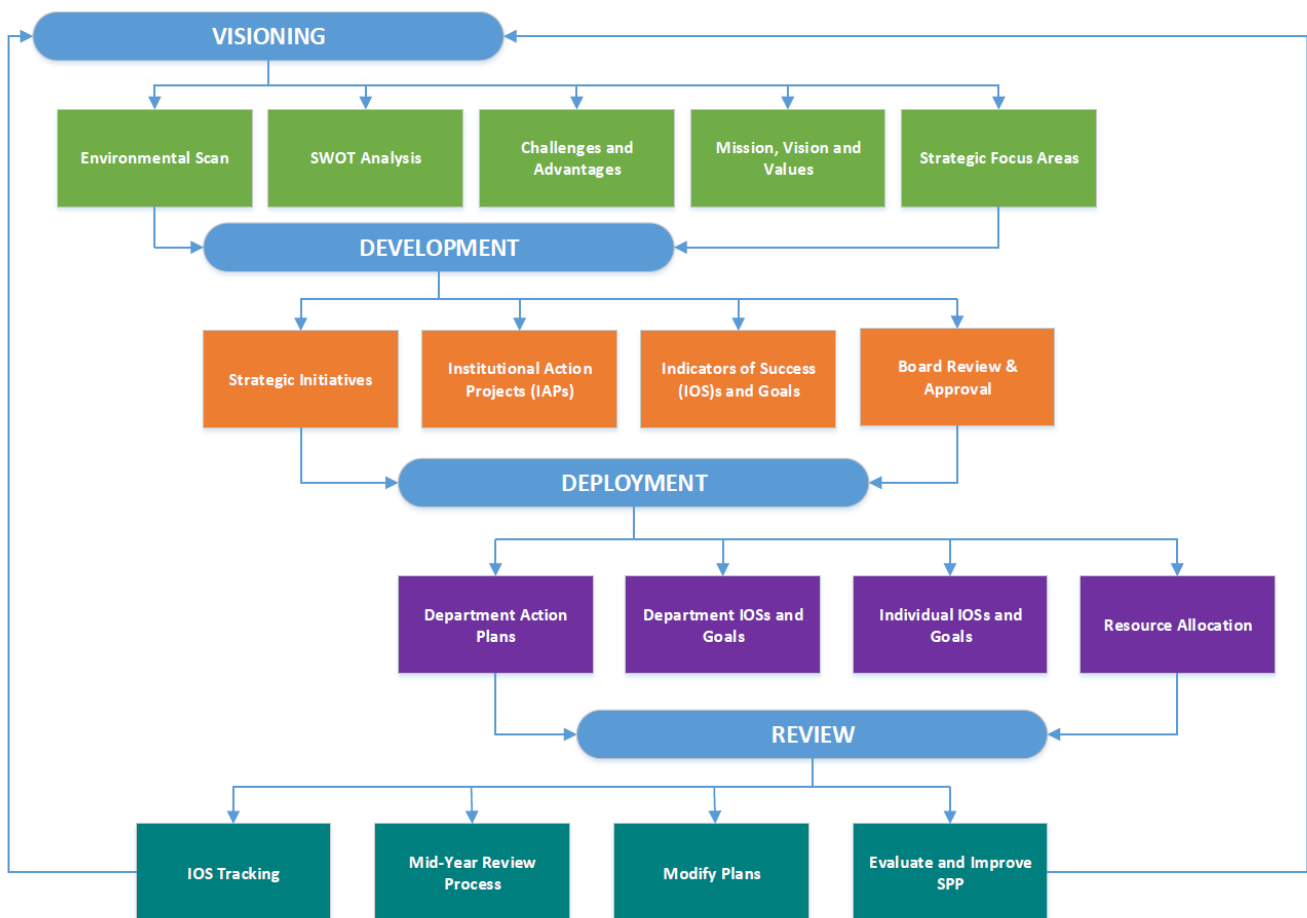 VISIONING
Environmental Scan
SWOT Analysis
Challenges and
Advantages
Mission, Vision and
Values
Strategic Focus Areas
DEVELOPMENT
Strategic Initiatives
Institutional Action
Projects (IAPs)
Indicators of Success
(IOS)s and Goals
Board Review &
Approval
DEPLOYMENT
Department Action
Plans
Department IOSs and
Goals
Individual IOSs and
Goals
Resource Allocation
REVIEW
IOS Tracking
Mid-Year Review
Process
Modify Plans
Evaluate and Improve
SPP